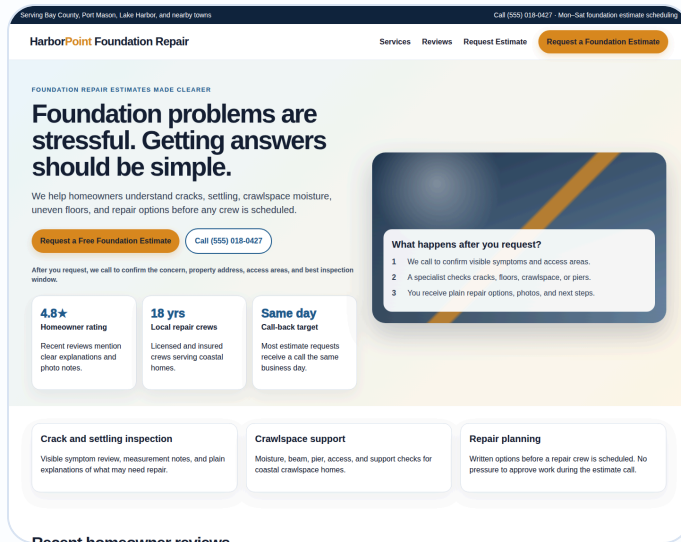 Serving Bay County, Port Mason, Lake Harbor, and nearby towns
Call (555) 018-0427 · Mon–Sat foundation estimate scheduling
HarborPoint Foundation Repair
Services
Reviews
Request Estimate
Request a Foundation Estimate
FOUNDATION REPAIR ESTIMATES MADE CLEARER
Foundation problems are
stressful. Getting answers
should be simple.
We help homeowners understand cracks, settling, crawlspace moisture,
uneven floors, and repair options before any crew is scheduled.
Request a Free Foundation Estimate
Call (555) 018-0427
After you request, we call to confirm the concern, property address, access areas, and best inspection
window.
4.8★
Homeowner rating
Recent reviews mention
clear explanations and
photo notes.
18 yrs
Local repair crews
Licensed and insured
crews serving coastal
homes.
Same day
Call-back target
Most estimate requests
receive a call the same
business day.
What happens after you request?
1 We call to confirm visible symptoms and access areas.
2 A specialist checks cracks, floors, crawlspace, or piers.
3 You receive plain repair options, photos, and next steps.
Crack and settling inspection
Visible symptom review, measurement notes, and plain
explanations of what may need repair.
Crawlspace support
Moisture, beam, pier, access, and support checks for
coastal crawlspace homes.
Repair planning
Written options before a repair crew is scheduled. No
pressure to approve work during the estimate call.
Recent homeowner reviews